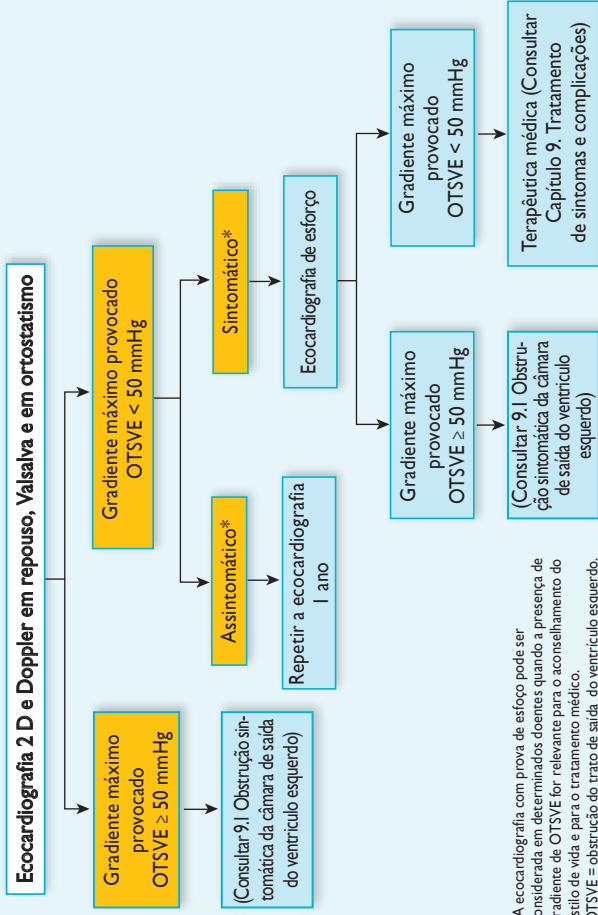 Ecocardiografia 2 D e Doppler em repouso, Valsalva e em ortostatismo
Gradiente máximo
provocado
OTSVE ≥ 50 mmHg
Gradiente máximo provocado
OTSVE < 50 mmHg
(Consultar 9.1 Obstrução sin-
tomática da câmara de saída
do ventriculo esquerdo)
Assintomático*
Sintomático*
Repetir a ecocardiografia
1 ano
Ecocardiografia de esforço
Gradiente máximo
provocado
OTSVE ≥ 50 mmHg
Gradiente máximo
provocado
OTSVE < 50 mmHg
(Consultar 9.1 Obstru-
ção sintomática da câmara
de saída do ventrículo
esquerdo)
Terapêutica médica (Consultar
Capítulo 9. Tratamento
de sintomas e complicações)
A ecocardiografia com prova de esfoço pode ser
onsiderada em determinados doentes quando a presença de
radiente de OTSVE for relevante para o aconselhamento do
stilo de vida e para o tratamento médico.
OTSVE = obstrução do trato de saída do ventrículo esquerdo.